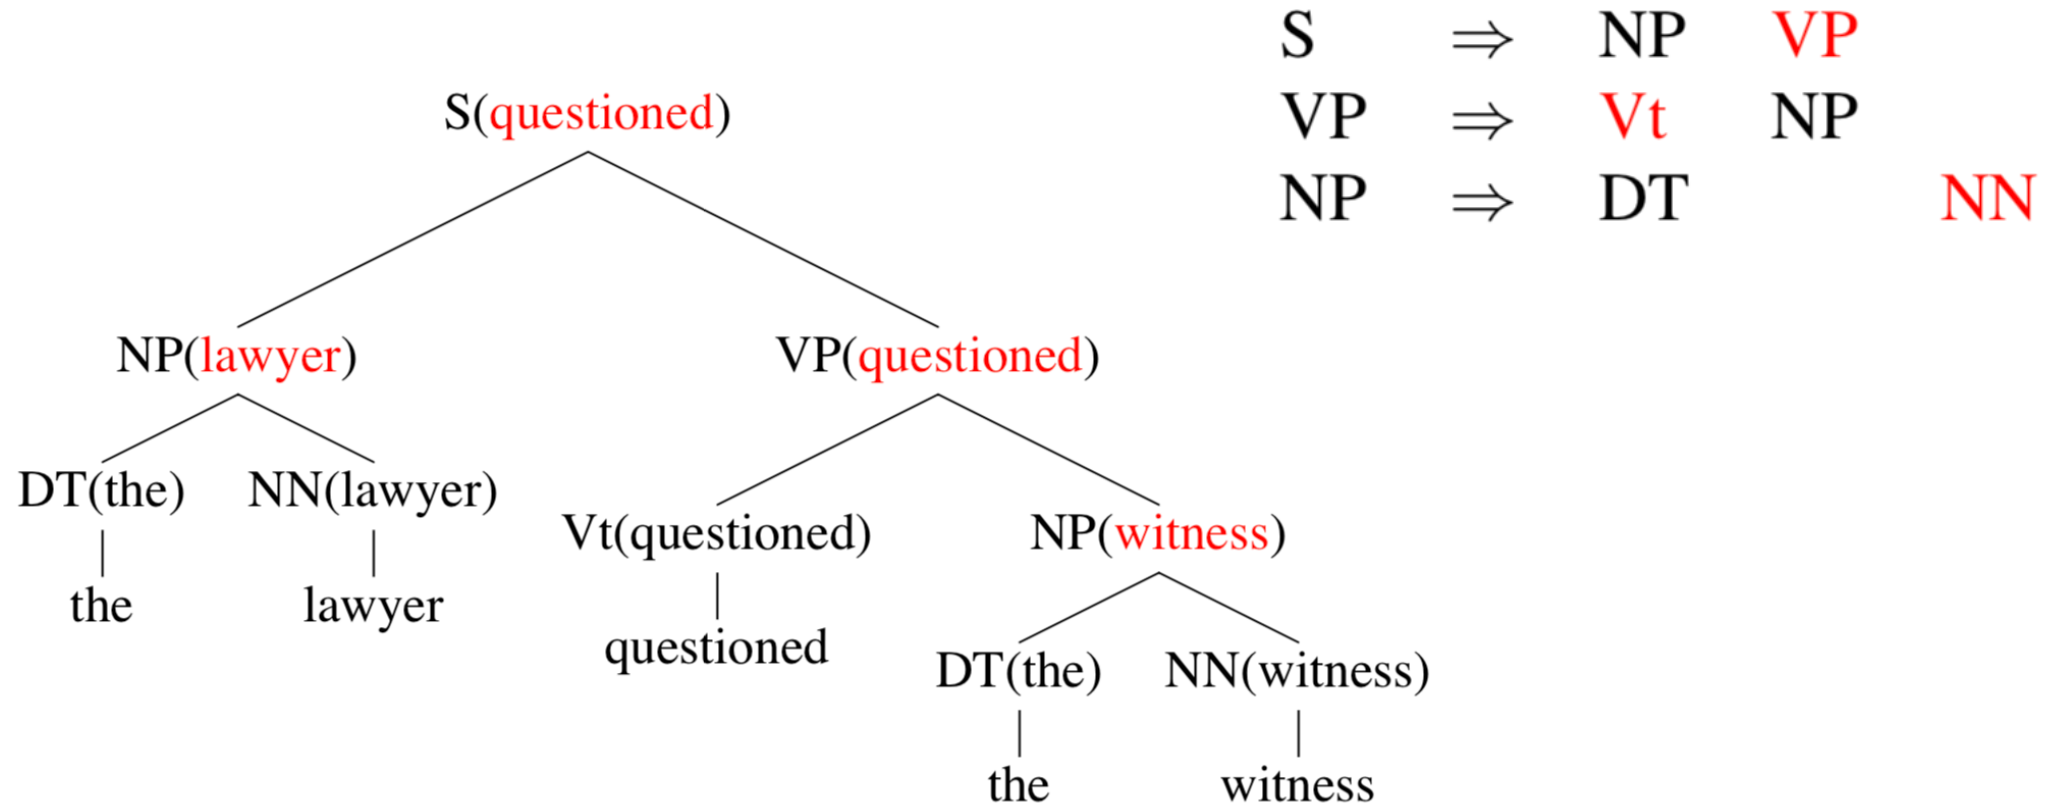 S ⇒ NP VP
VP ⇒ Vt NP
NP ⇒ DT NN
S(questioned)
NP(lawyer) VP(questioned)
DT(the) NN(lawyer) Vt(questioned) NP(witness)
the lawyer questioned
DT(the) NN(witness)
the witness